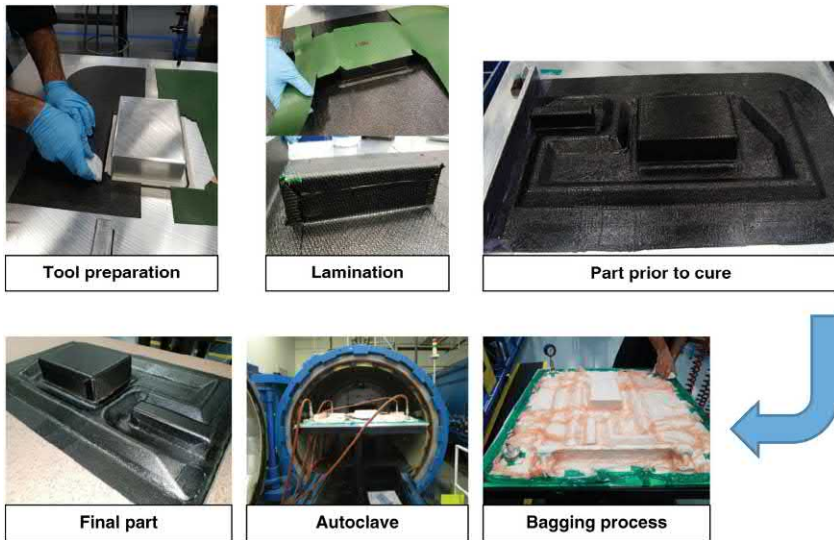 Tool preparation
Lamination
Part prior to cure
Final part
Autoclave
Bagging process